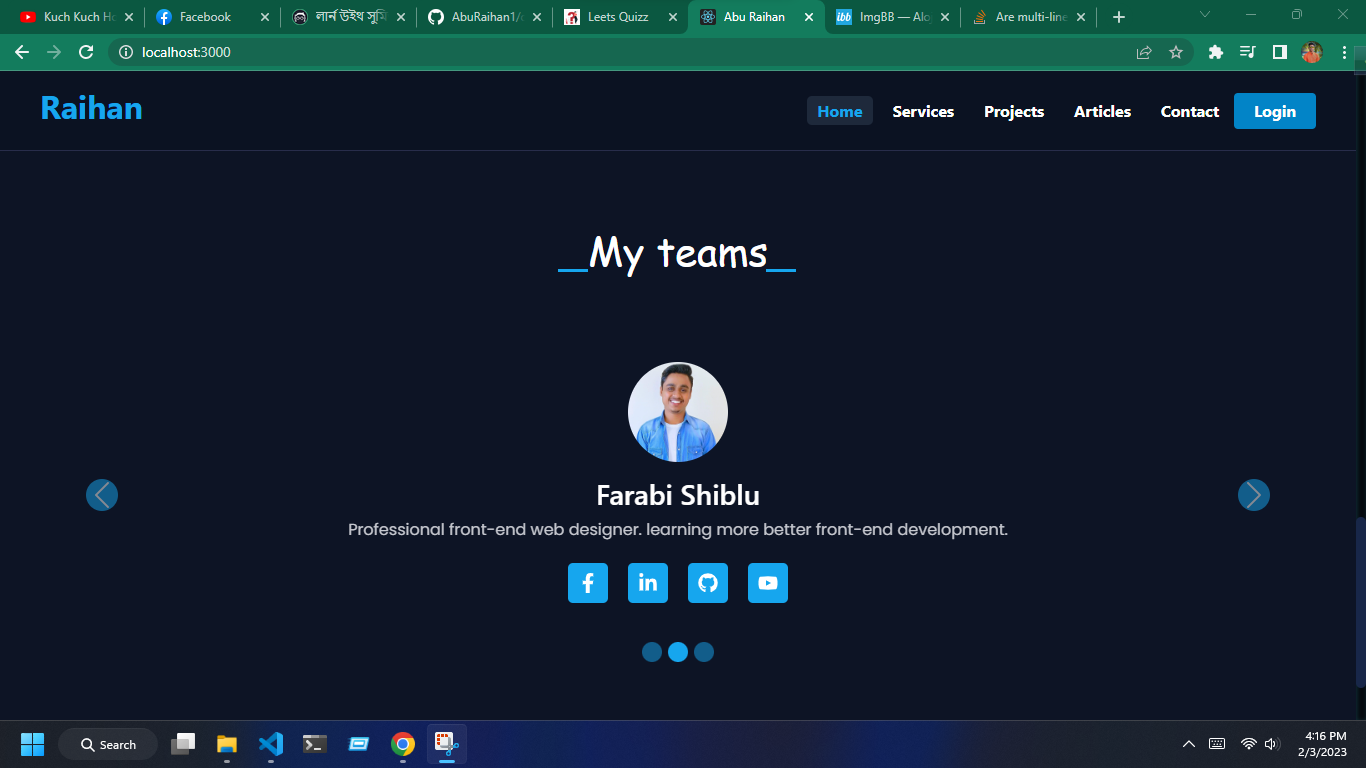 Kuch Kuch Ho
Facebook
লার্ন উইথ সুমি
AbuRaihan1/
Leets Quizz
Abu Raihan
ibb
ImgBB — Alo
Are multi-line
localhost:3000
Raihan
Home
Services
Projects
Articles
Contact
Login
_My teams_
Farabi Shiblu
Professional front-end web designer. learning more better front-end development.
Search
4:16 PM
2/3/2023